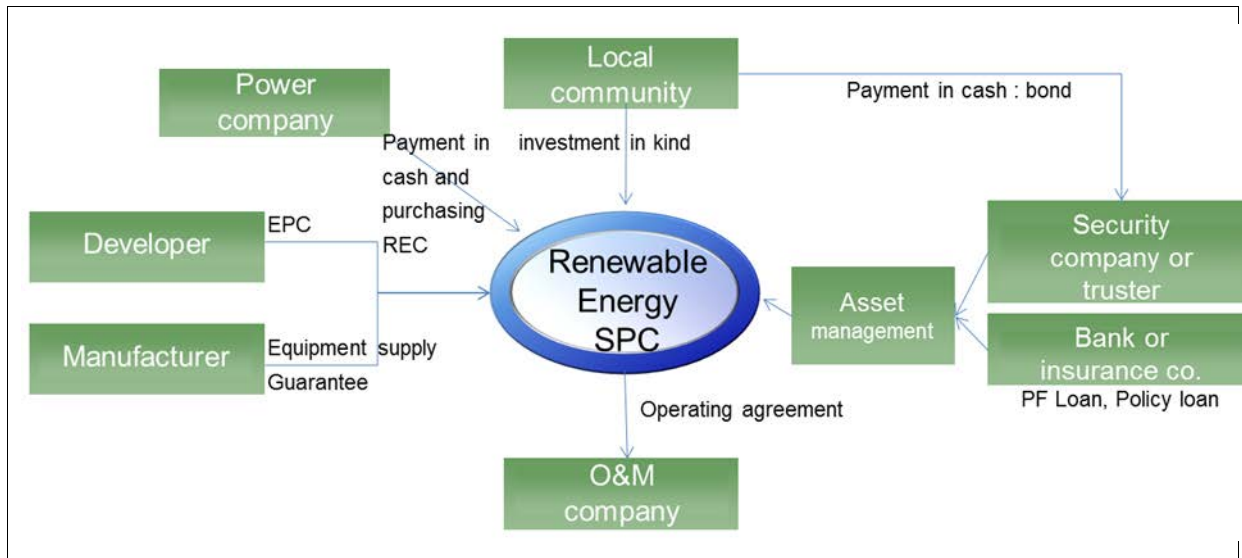 Local
community
Power
company
Payment in cash : bond
Payment in
cash and
purchasing
REC
investment in kind
Developer
EPC
Manufacturer
Equipment supply
Guarantee
Renewable
Energy
SPC
Asset
management
Security
company or
truster
Bank or
insurance co.
PF Loan, Policy loan
Operating agreement
O&M
company